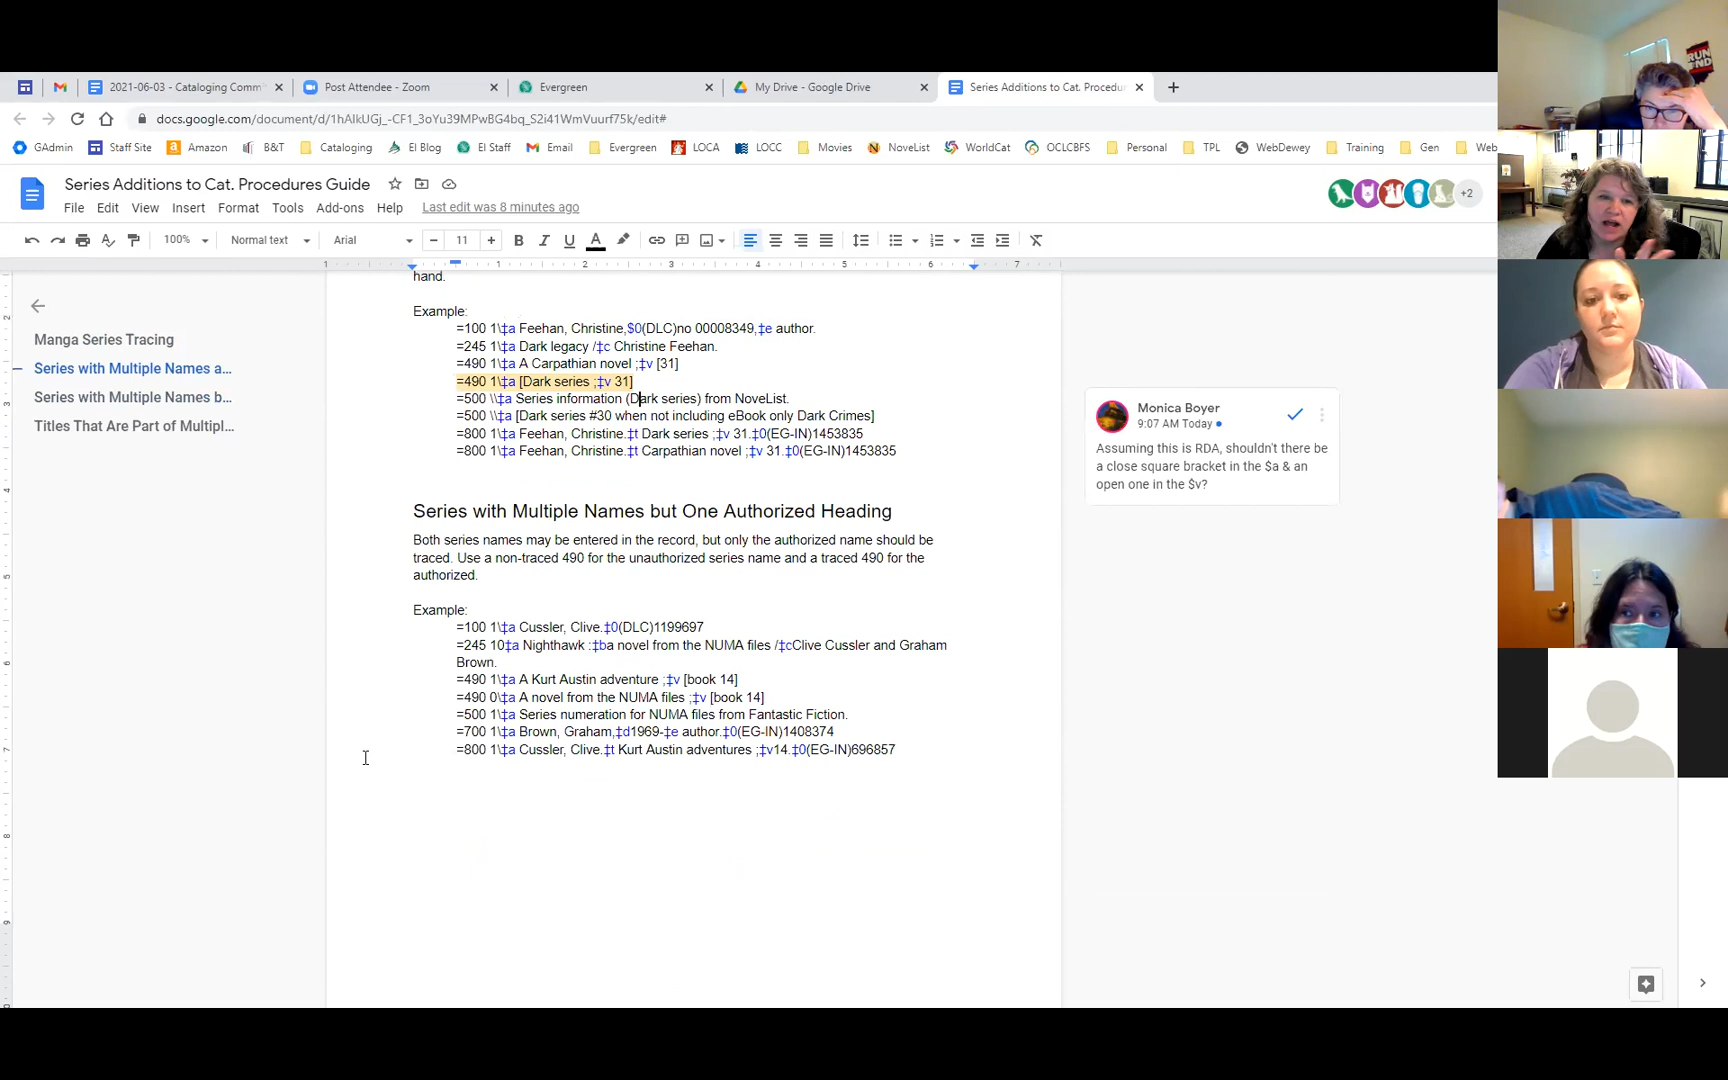 2021-06-03 - Cataloging Comm
Post Attendee - Zoom
Evergreen
My Drive - Google Drive
Series Additions to Cat. Procedu
docs.google.com/document/d/1hAIkUGj_-CF1_3oYu39MPwBG4bq_S2i41WmVuurf75k/edit#
GAdmin
Staff Site
Amazon
B&T
Cataloging
EI Blog
EI Staff
Email
Evergreen
LOCA
LOCC
Movies
NoveList
WorldCat
OCLCBFS
Personal
TPL
WebDewey
Training
Gen
Web
RUN
END
Series Additions to Cat. Procedures Guide
+2
File Edit View Insert Format Tools Add-ons Help Last edit was 8 minutes ago
100% Normal text Arial 11 B I U A
1 1 2 3 4 5 6 7
hand.
Manga Series Tracing
Series with Multiple Names a...
Series with Multiple Names b...
Titles That Are Part of Multipl...
Example:
=100 1\‡a Feehan, Christine,$0(DLC)no 00008349,‡e author.
=245 1\‡a Dark legacy /‡c Christine Feehan.
=490 1\‡a A Carpathian novel ;‡v [31]
=490 1\‡a [Dark series ;‡v 31]
=500 \\‡a Series information (Dark series) from NoveList.
=500 \\‡a [Dark series #30 when not including eBook only Dark Crimes]
=800 1\‡a Feehan, Christine.‡t Dark series ;‡v 31.‡0(EG-IN)1453835
=800 1\‡a Feehan, Christine.‡t Carpathian novel ;‡v 31.‡0(EG-IN)1453835
Monica Boyer
9:07 AM Today
Assuming this is RDA, shouldn't there be
a close square bracket in the $a & an
open one in the $v?
Series with Multiple Names but One Authorized Heading
Both series names may be entered in the record, but only the authorized name should be
traced. Use a non-traced 490 for the unauthorized series name and a traced 490 for the
authorized.
Example:
=100 1\‡a Cussler, Clive.‡0(DLC)1199697
=245 10‡a Nighthawk :‡ba novel from the NUMA files /‡cClive Cussler and Graham
Brown.
=490 1\‡a A Kurt Austin adventure ;‡v [book 14]
=490 0\‡a A novel from the NUMA files ;‡v [book 14]
=500 1\‡a Series numeration for NUMA files from Fantastic Fiction.
=700 1\‡a Brown, Graham,‡d1969-‡e author.‡0(EG-IN)1408374
=800 1\‡a Cussler, Clive.‡t Kurt Austin adventures ;‡v14.‡0(EG-IN)696857